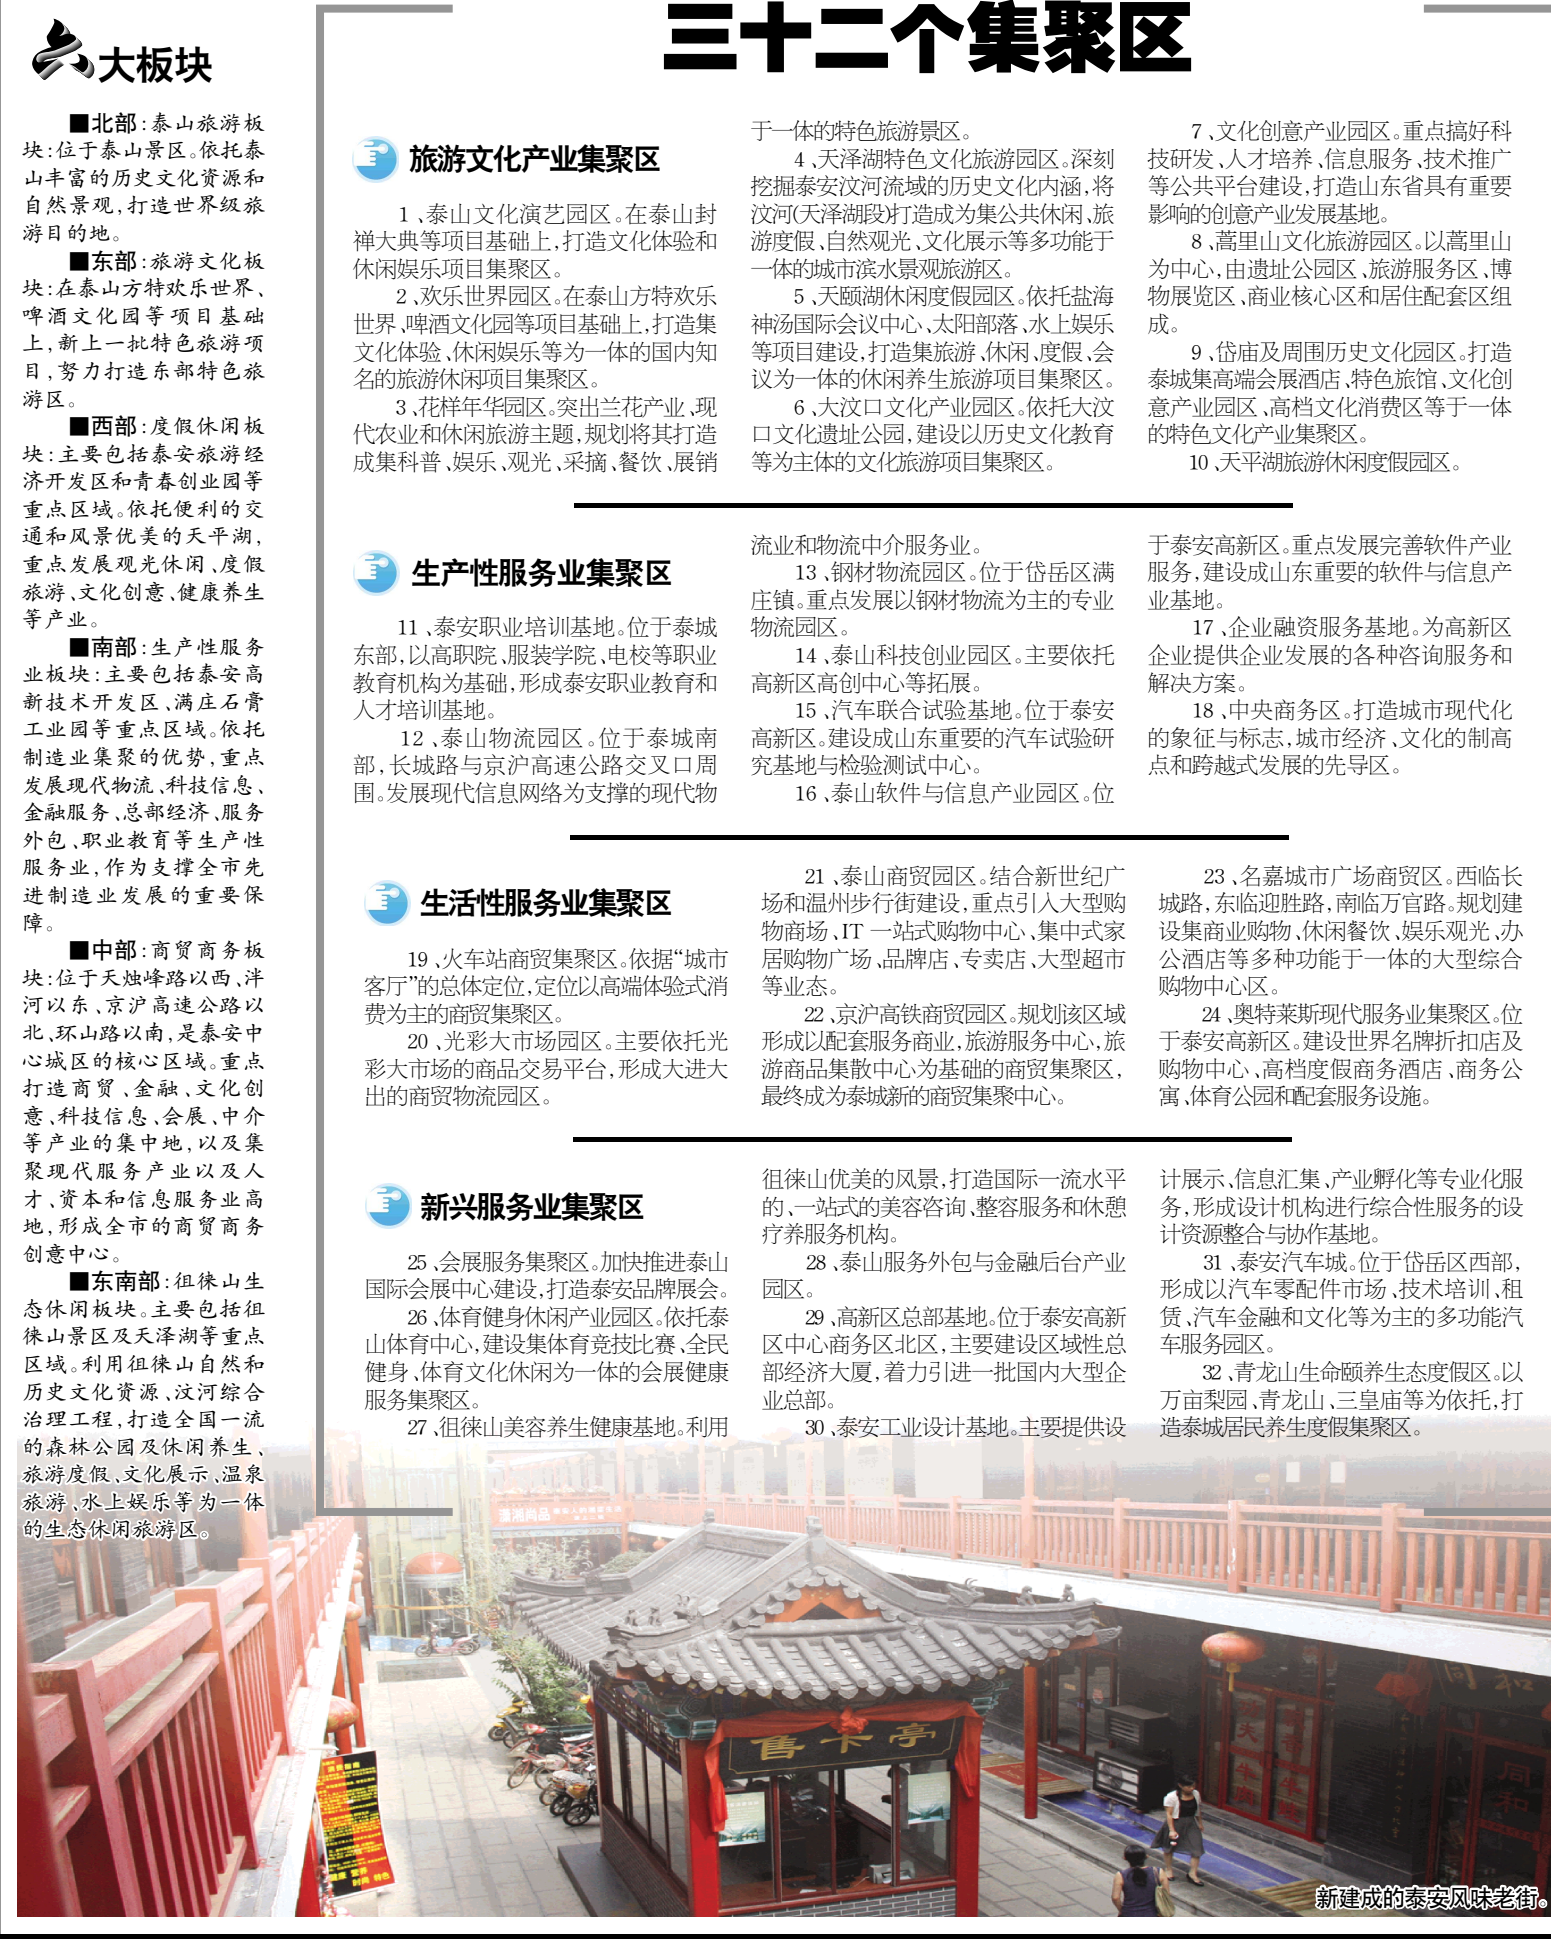 六大板块
■北部:泰山旅游板
块:位于泰山景区。依托泰
山丰富的历史文化资源和
自然景观,打造世界级旅
游目的地。
■东部:旅游文化板
块:在泰山方特欢乐世界、
啤酒文化园等项目基础
上,新上一批特色旅游项
目,努力打造东部特色旅
游区。
■西部:度假休闲板
块:主要包括泰安旅游经
济开发区和青春创业园等
重点区域。依托便利的交
通和风景优美的天平湖,
重点发展观光休闲、度假
旅游、文化创意、健康养生
等产业。
■南部:生产性服务
业板块:主要包括泰安高
新技术开发区、满庄石膏
工业园等重点区域。依托
制造业集聚的优势,重点
发展现代物流、科技信息、
金融服务、总部经济、服务
外包、职业教育等生产性
服务业,作为支撑全市先
进制造业发展的重要保
障。
■中部:商贸商务板
块:位于天烛峰路以西、泮
河以东、京沪高速公路以
北、环山路以南,是泰安中
心城区的核心区域。重点
打造商贸、金融、文化创
意、科技信息、会展、中介
等产业的集中地,以及集
聚现代服务产业以及人
才、资本和信息服务业高
地,形成全市的商贸商务
创意中心。
■东南部:徂徕山生
态休闲板块。主要包括徂
徕山景区及天泽湖等重点
区域。利用徂徕山自然和
历史文化资源、汶河综合
治理工程,打造全国一流
的森林公园及休闲养生、
旅游度假、文化展示、温泉
旅游、水上娱乐等为一体
的生态休闲旅游区。
三十二个集聚区
旅游文化产业集聚区
1、泰山文化演艺园区。在泰山封
禅大典等项目基础上,打造文化体验和
休闲娱乐项目集聚区。
2、欢乐世界园区。在泰山方特欢乐
世界、啤酒文化园等项目基础上,打造集
文化体验、休闲娱乐等为一体的国内知
名的旅游休闲项目集聚区。
3、花样年华园区。突出兰花产业、现
代农业和休闲旅游主题,规划将其打造
成集科普、娱乐、观光、采摘、餐饮、展销
于一体的特色旅游景区。
4、天泽湖特色文化旅游园区。深刻
挖掘泰安汶河流域的历史文化内涵,将
汶河(天泽湖段)打造成为集公共休闲、旅
游度假、自然观光、文化展示等多功能于
一体的城市滨水景观旅游区。
5、天颐湖休闲度假园区。依托盐海
神汤国际会议中心、太阳部落、水上娱乐
等项目建设,打造集旅游、休闲、度假、会
议为一体的休闲养生旅游项目集聚区。
6、大汶口文化产业园区。依托大汶
口文化遗址公园,建设以历史文化教育
等为主体的文化旅游项目集聚区。
7、文化创意产业园区。重点搞好科
技研发、人才培养、信息服务、技术推广
等公共平台建设,打造山东省具有重要
影响的创意产业发展基地。
8、蒿里山文化旅游园区。以蒿里山
为中心,由遗址公园区、旅游服务区、博
物展览区、商业核心区和居住配套区组
成。
9、岱庙及周围历史文化园区。打造
泰城集高端会展酒店、特色旅馆、文化创
意产业园区、高档文化消费区等于一体
的特色文化产业集聚区。
10、天平湖旅游休闲度假园区。
生产性服务业集聚区
11、泰安职业培训基地。位于泰城
东部,以高职院、服装学院、电校等职业
教育机构为基础,形成泰安职业教育和
人才培训基地。
12、泰山物流园区。位于泰城南
部,长城路与京沪高速公路交叉口周
围。发展现代信息网络为支撑的现代物
流业和物流中介服务业。
13、钢材物流园区。位于岱岳区满
庄镇。重点发展以钢材物流为主的专业
物流园区。
14、泰山科技创业园区。主要依托
高新区高创中心等拓展。
15、汽车联合试验基地。位于泰安
高新区。建设成山东重要的汽车试验研
究基地与检验测试中心。
16、泰山软件与信息产业园区。位
于泰安高新区。重点发展完善软件产业
服务,建设成山东重要的软件与信息产
业基地。
17、企业融资服务基地。为高新区
企业提供企业发展的各种咨询服务和
解决方案。
18、中央商务区。打造城市现代化
的象征与标志,城市经济、文化的制高
点和跨越式发展的先导区。
生活性服务业集聚区
19、火车站商贸集聚区。依据“城市
客厅”的总体定位,定位以高端体验式消
费为主的商贸集聚区。
20、光彩大市场园区。主要依托光
彩大市场的商品交易平台,形成大进大
出的商贸物流园区。
21、泰山商贸园区。结合新世纪广
场和温州步行街建设,重点引入大型购
物商场、IT 一站式购物中心、集中式家
居购物广场、品牌店、专卖店、大型超市
等业态。
22、京沪高铁商贸园区。规划该区域
形成以配套服务商业,旅游服务中心,旅
游商品集散中心为基础的商贸集聚区,
最终成为泰城新的商贸集聚中心。
23、名嘉城市广场商贸区。西临长
城路,东临迎胜路,南临万官路。规划建
设集商业购物、休闲餐饮、娱乐观光、办
公酒店等多种功能于一体的大型综合
购物中心区。
24、奥特莱斯现代服务业集聚区。位
于泰安高新区。建设世界名牌折扣店及
购物中心、高档度假商务酒店、商务公
寓、体育公园和配套服务设施。
新兴服务业集聚区
25、会展服务集聚区。加快推进泰山
国际会展中心建设,打造泰安品牌展会。
26、体育健身休闲产业园区。依托泰
山体育中心,建设集体育竞技比赛、全民
健身、体育文化休闲为一体的会展健康
服务集聚区。
27、徂徕山美容养生健康基地。利用
徂徕山优美的风景,打造国际一流水平
的、一站式的美容咨询、整容服务和休憩
疗养服务机构。
28、泰山服务外包与金融后台产业
园区。
29、高新区总部基地。位于泰安高新
区中心商务区北区,主要建设区域性总
部经济大厦,着力引进一批国内大型企
业总部。
30、泰安工业设计基地。主要提供设
计展示、信息汇集、产业孵化等专业化服
务,形成设计机构进行综合性服务的设
计资源整合与协作基地。
31、泰安汽车城。位于岱岳区西部,
形成以汽车零配件市场、技术培训、租
赁、汽车金融和文化等为主的多功能汽
车服务园区。
32、青龙山生命颐养生态度假区。以
万亩梨园、青龙山、三皇庙等为依托,打
造泰城居民养生度假集聚区。
潇湘尚品
售卡亭
同和
健康 营养
时尚 特色
新建成的泰安风味老街。